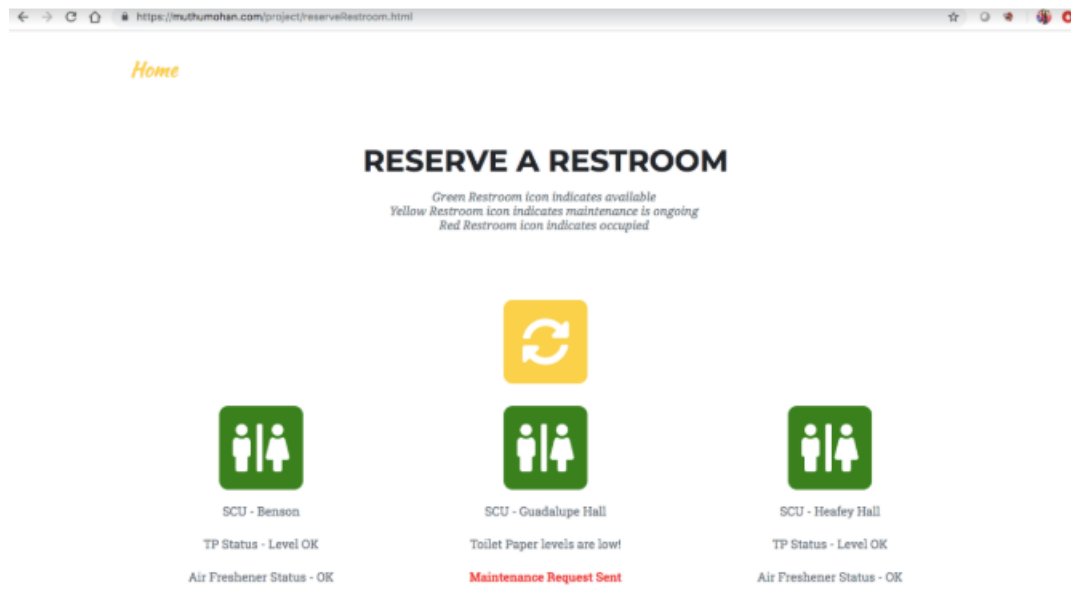 https://muthumohan.com/project/reserveRestroom.html
Home
RESERVE A RESTROOM
Green Restroom icon indicates available
Yellow Restroom icon indicates maintenance is ongoing
Red Restroom icon indicates occupied
SCU - Benson
TP Status - Level OK
Air Freshener Status - OK
SCU - Guadalupe Hall
Toilet Paper levels are low!
Maintenance Request Sent
SCU - Heafey Hall
TP Status - Level OK
Air Freshener Status - OK